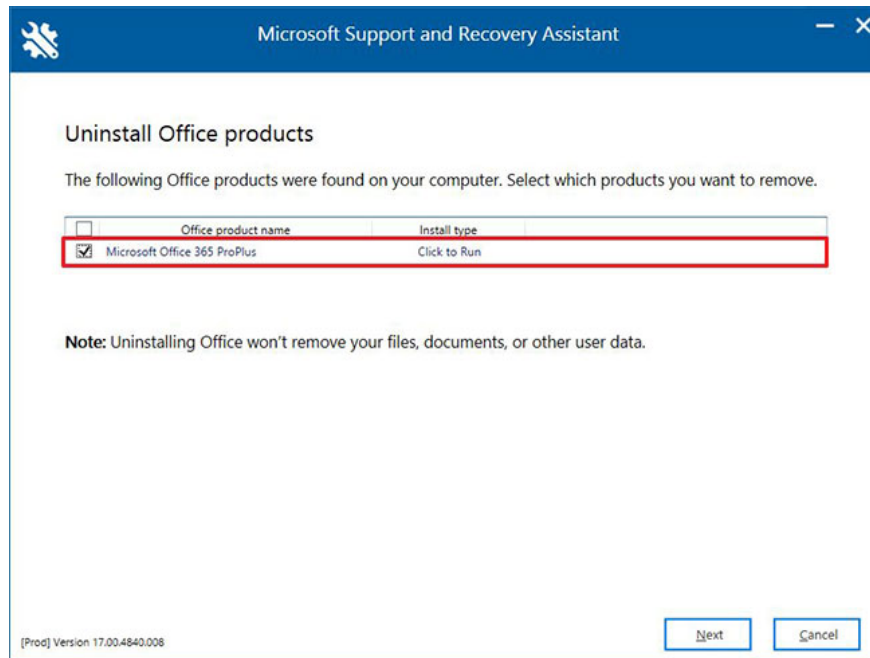 Microsoft Support and Recovery Assistant
Uninstall Office products
The following Office products were found on your computer. Select which products you want to remove.
Office product name Install type
Microsoft Office 365 ProPlus Click to Run
Note: Uninstalling Office won't remove your files, documents, or other user data.
[Prod] Version 17.00.4840.008
Next Cancel